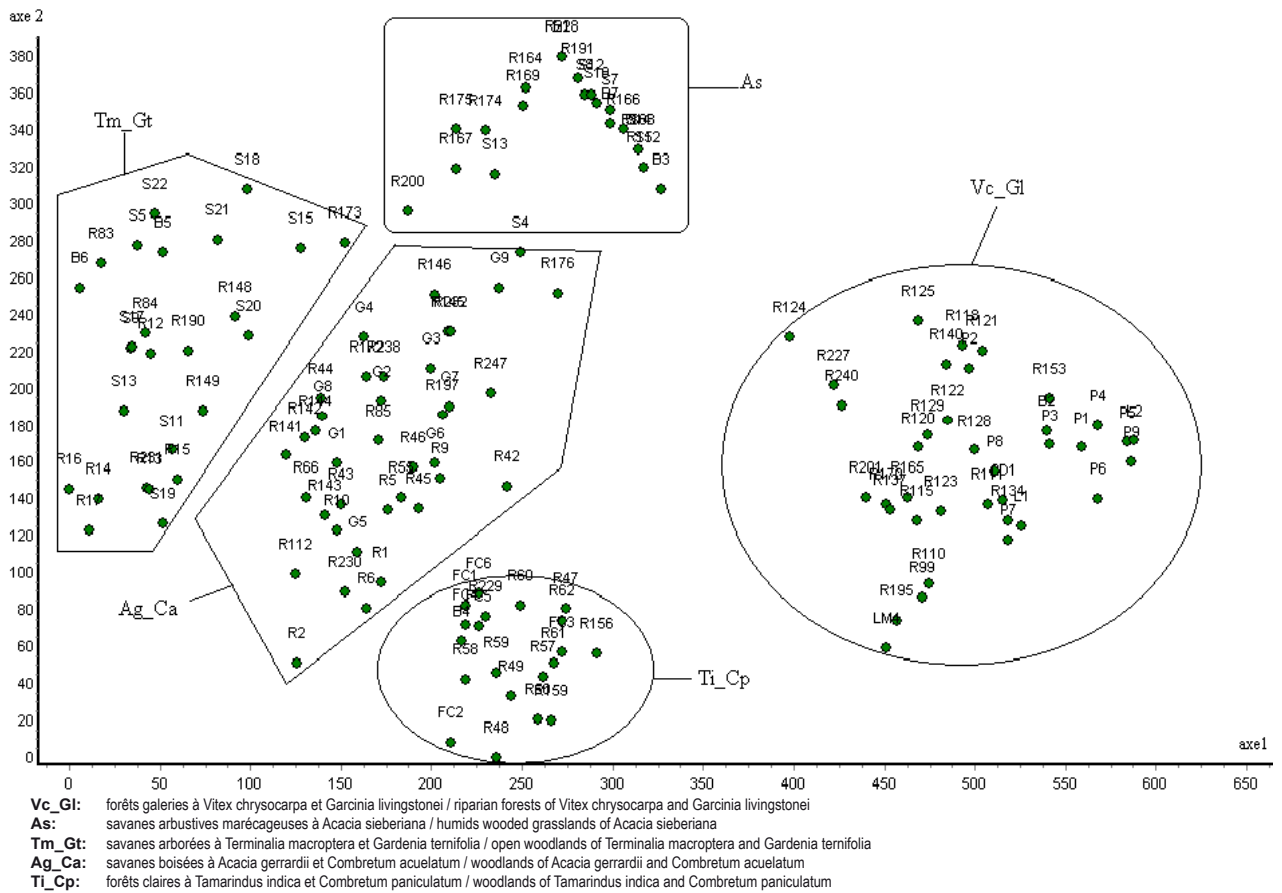 axe 2
380
360
340
320
300
280
260
240
220
200
180
160
140
120
100
80
60
40
20
0
0 50 100 150 200 250 300 350 400 450 500 550 600 650
axe1
Tm_Gt
As
Vc_Gl
Ag_Ca
Ti_Cp
S18
S22
S5
B5
S21
S15
R173
R83
B6
R84
R12
R190
R148
S20
S13
R149
S11
R15
R16
R14
S19
R191
R164
R169
S7
B7
R166
R175
R174
R167
S13
B3
R200
S4
G9
R176
R146
G4
G3
R247
R44
G8
G2
G7
R197
R142
R141
R85
G1
R46
G6
R9
R66
R43
R5
R45
R42
R143
R10
G5
R112
R230
R1
R6
R2
FC6
FC1
R229
R60
R47
R62
B4
R58
R59
R61
R156
R57
R49
R159
FC2
R48
R124
R125
R118
R121
R140
P2
R227
R240
R153
R122
B2
P4
R129
R120
R128
P3
P1
P9
P8
P6
R201
R165
R115
R123
R134
L1
P7
R110
R99
R195
Vc_Gl: forêts galeries à Vitex chrysocarpa et Garcinia livingstonei / riparian forests of Vitex chrysocarpa and Garcinia livingstonei
As: savanes arbustives marécageuses à Acacia sieberiana / humids wooded grasslands of Acacia sieberiana
Tm_Gt: savanes arborées à Terminalia macroptera et Gardenia ternifolia / open woodlands of Terminalia macroptera and Gardenia ternifolia
Ag_Ca: savanes boisées à Acacia gerrardii et Combretum acuelatum / woodlands of Acacia gerrardii and Combretum acuelatum
Ti_Cp: forêts claires à Tamarindus indica et Combretum paniculatum / woodlands of Tamarindus indica and Combretum paniculatum